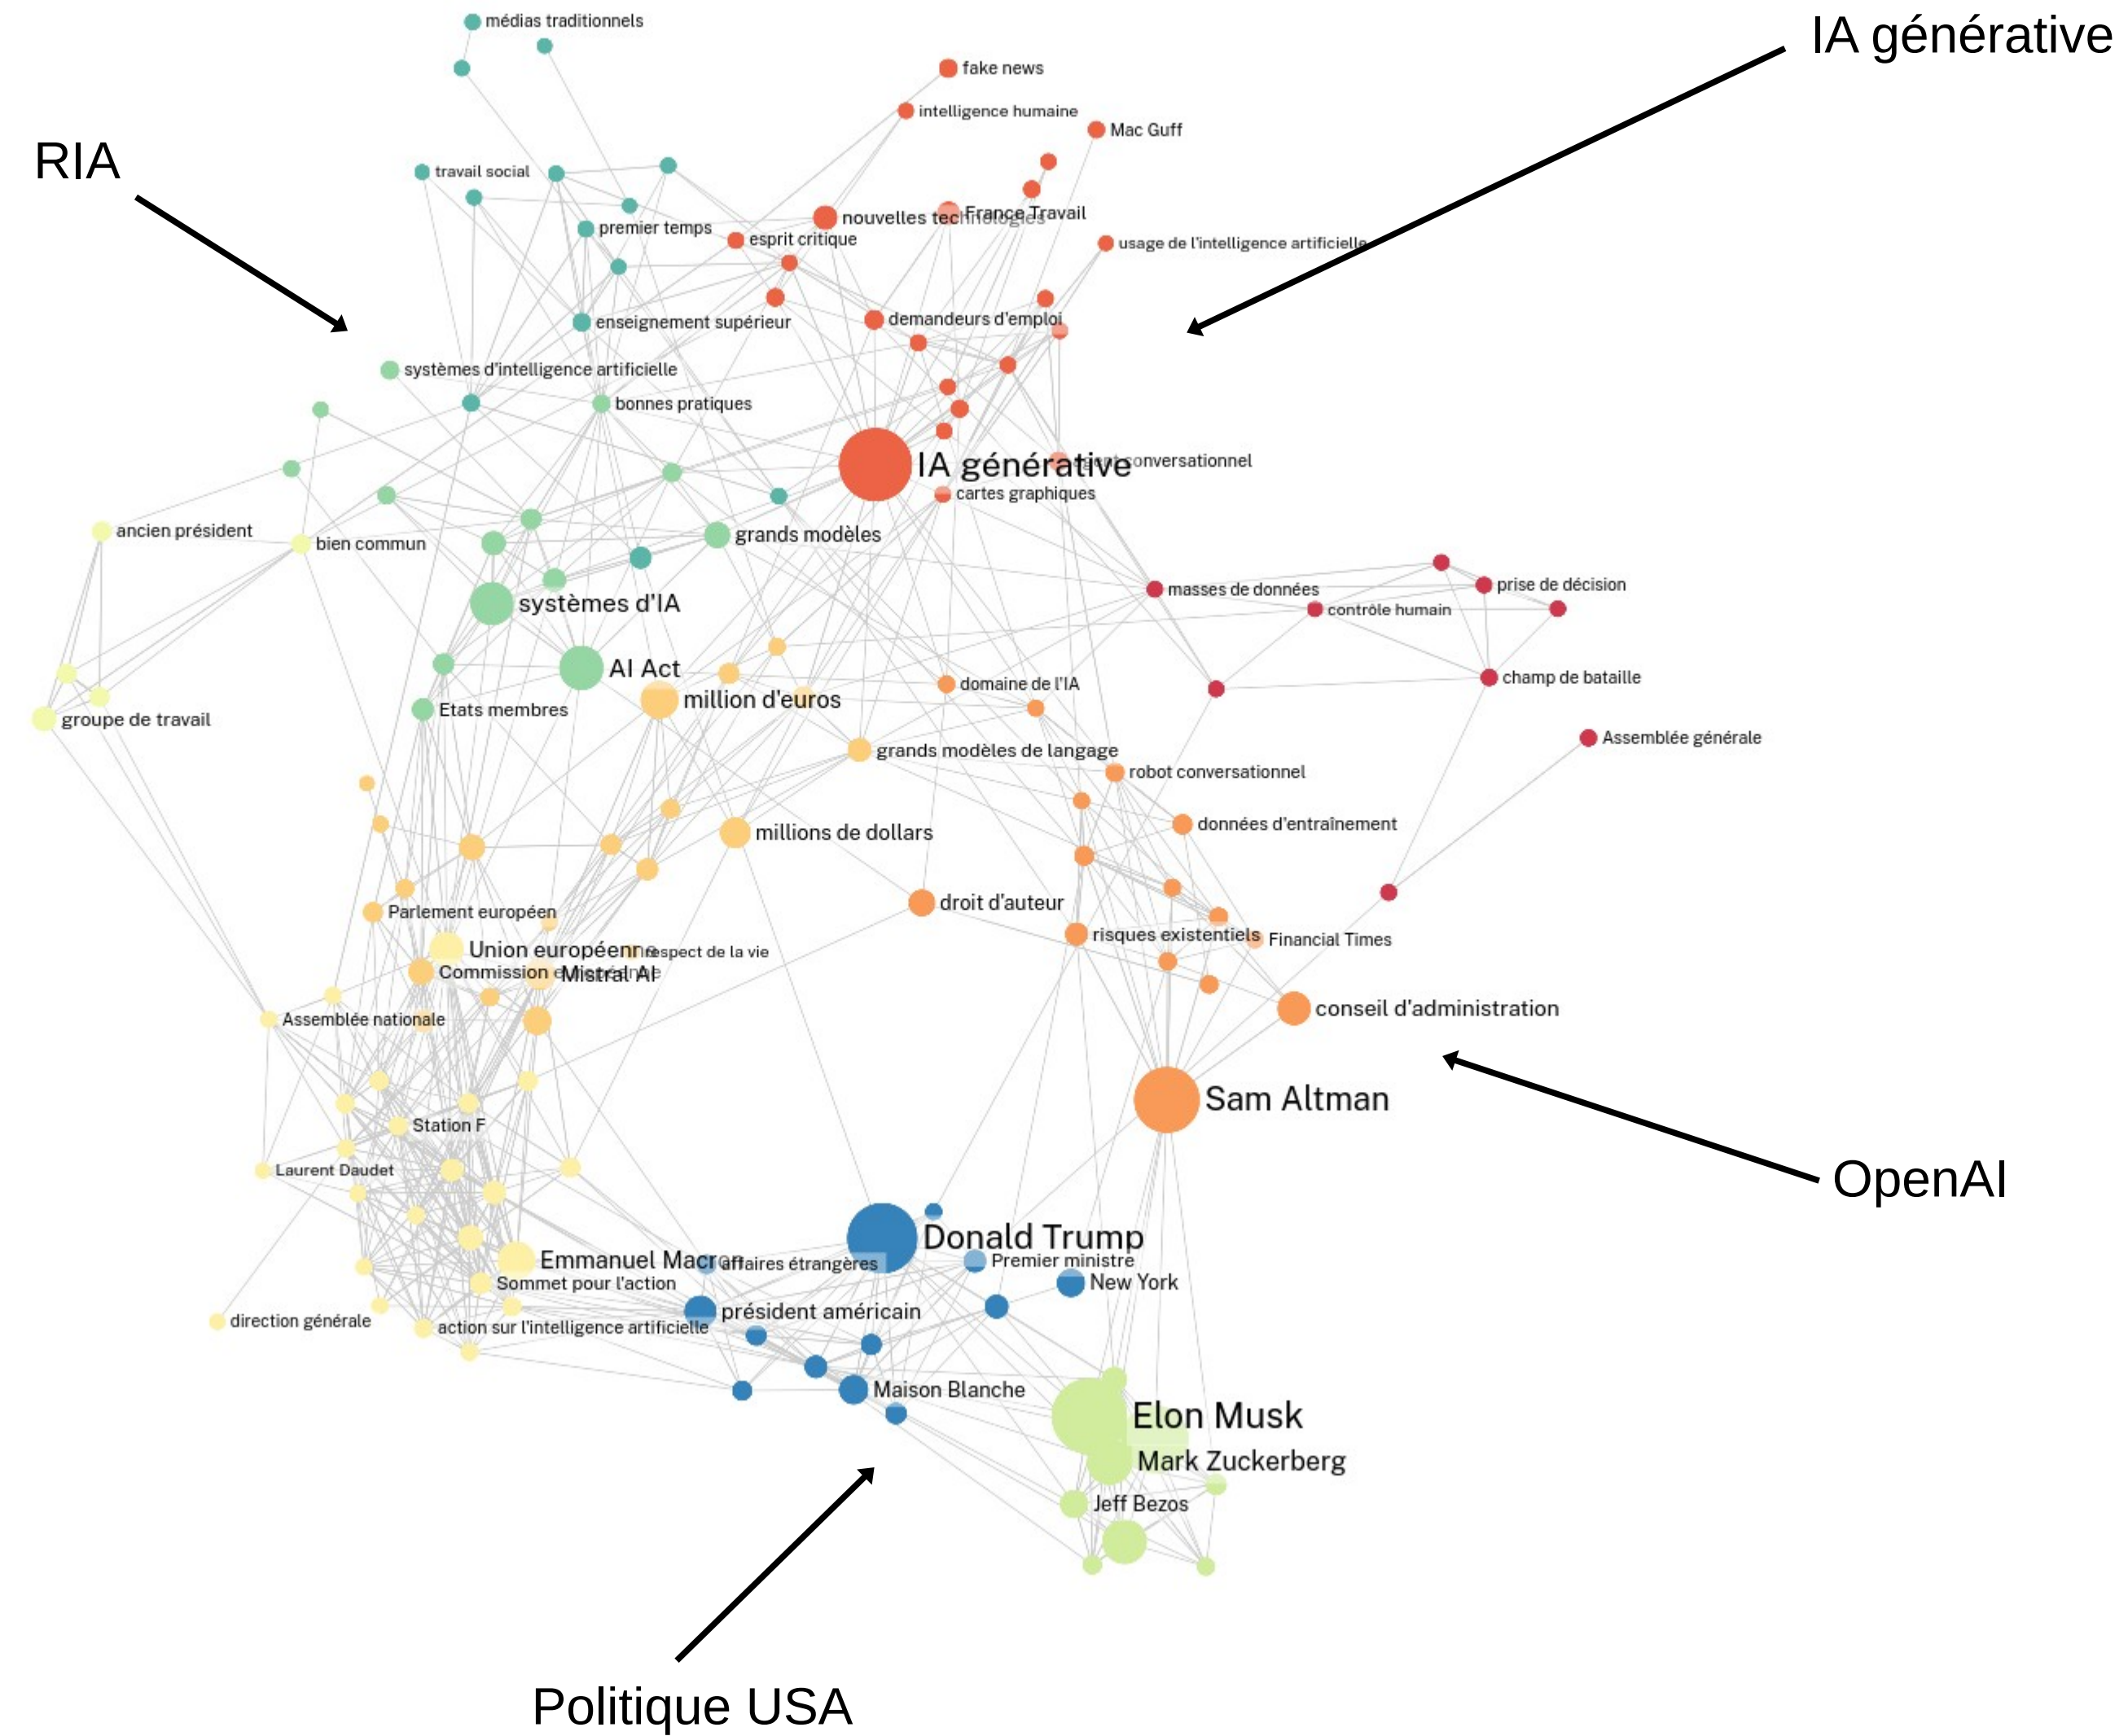 médias traditionnels
IA générative
fake news
intelligence humaine
Mac Guff
RIA
travail social
nouvelles technologies
France Travail
premier temps
esprit critique
usage de l'intelligence artificielle
enseignement supérieur
demandeurs d'emploi
systèmes d'intelligence artificielle
bonnes pratiques
IA générative
agent conversationnel
cartes graphiques
ancien président
bien commun
grands modèles
masses de données
prise de décision
contrôle humain
systèmes d'IA
AI Act
domaine de l'IA
champ de bataille
million d'euros
Etats membres
groupe de travail
Assemblée générale
grands modèles de langage
robot conversationnel
millions de dollars
données d'entraînement
droit d'auteur
Parlement européen
risques existentiels
Financial Times
Union européenne
respect de la vie
Commission européenne
Mistral AI
conseil d'administration
Assemblée nationale
Sam Altman
Station F
Laurent Daudet
OpenAI
Donald Trump
Emmanuel Macron
affaires étrangères
Premier ministre
Sommet pour l'action
New York
président américain
direction générale
action sur l'intelligence artificielle
Maison Blanche
Elon Musk
Mark Zuckerberg
Jeff Bezos
Politique USA